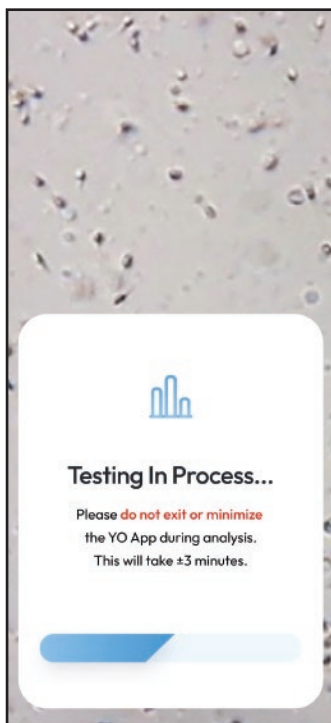 Testing In Process...
Please do not exit or minimize
the YO App during analysis.
This will take ±3 minutes.